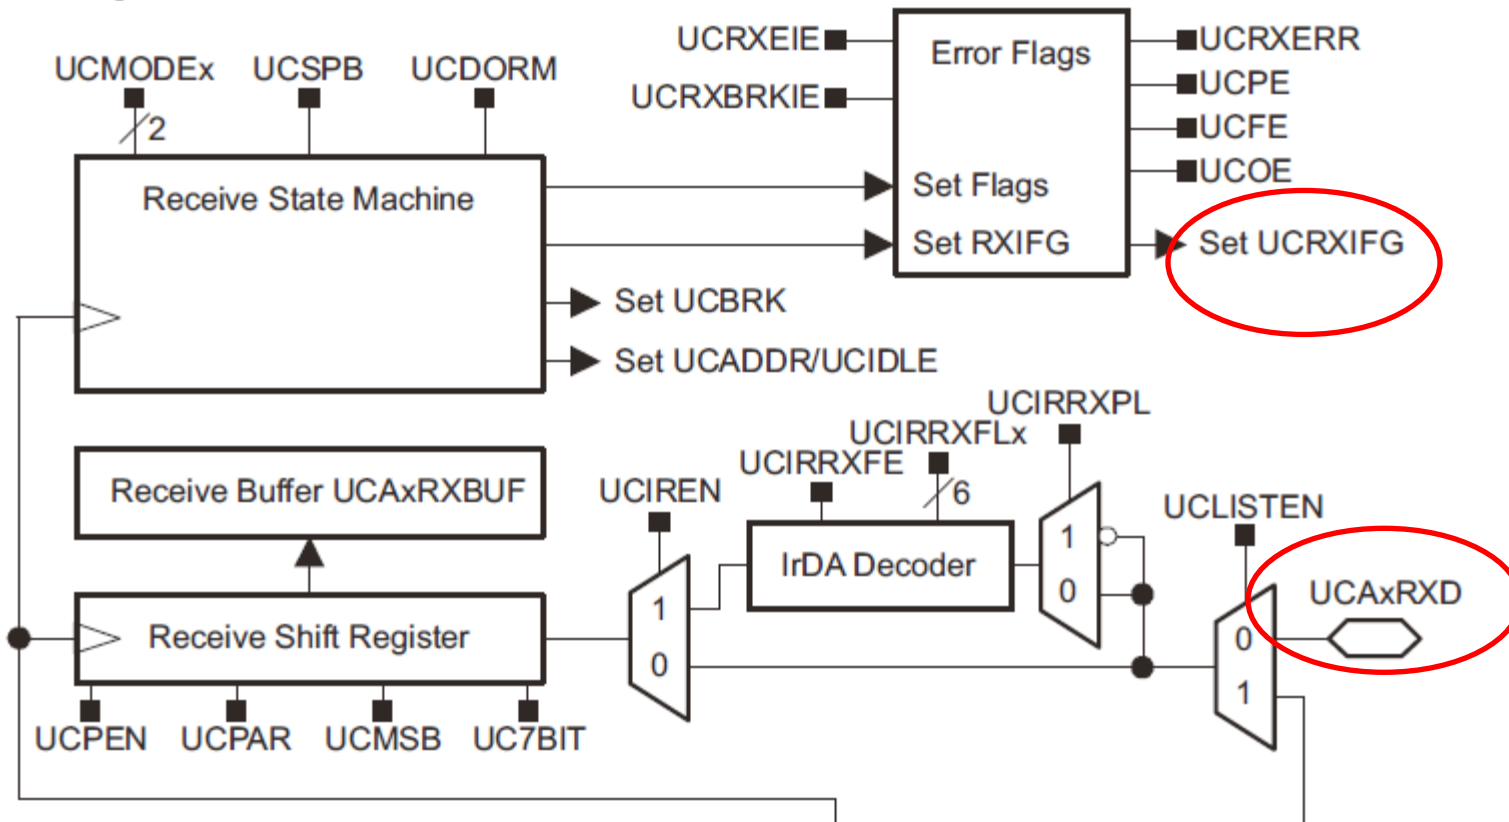 UCRXEIE
Error Flags
UCRXERR
UCMODEx
UCSPB
UCDORM
UCRXBRKIE
UCPE
2
UCFE
UCOE
Receive State Machine
Set Flags
Set RXIFG
Set UCRXIFG
Set UCBRK
Set UCADDR/UCIDLE
UCIRRXPL
UCIRRXFLx
UCIRRXFE
Receive Buffer UCAxRXBUF
UCIREN
6
UCLISTEN
1
IrDA Decoder
0
UCAxRXD
Receive Shift Register
1
0
0
1
UCPEN
UCPAR
UCMSB
UC7BIT